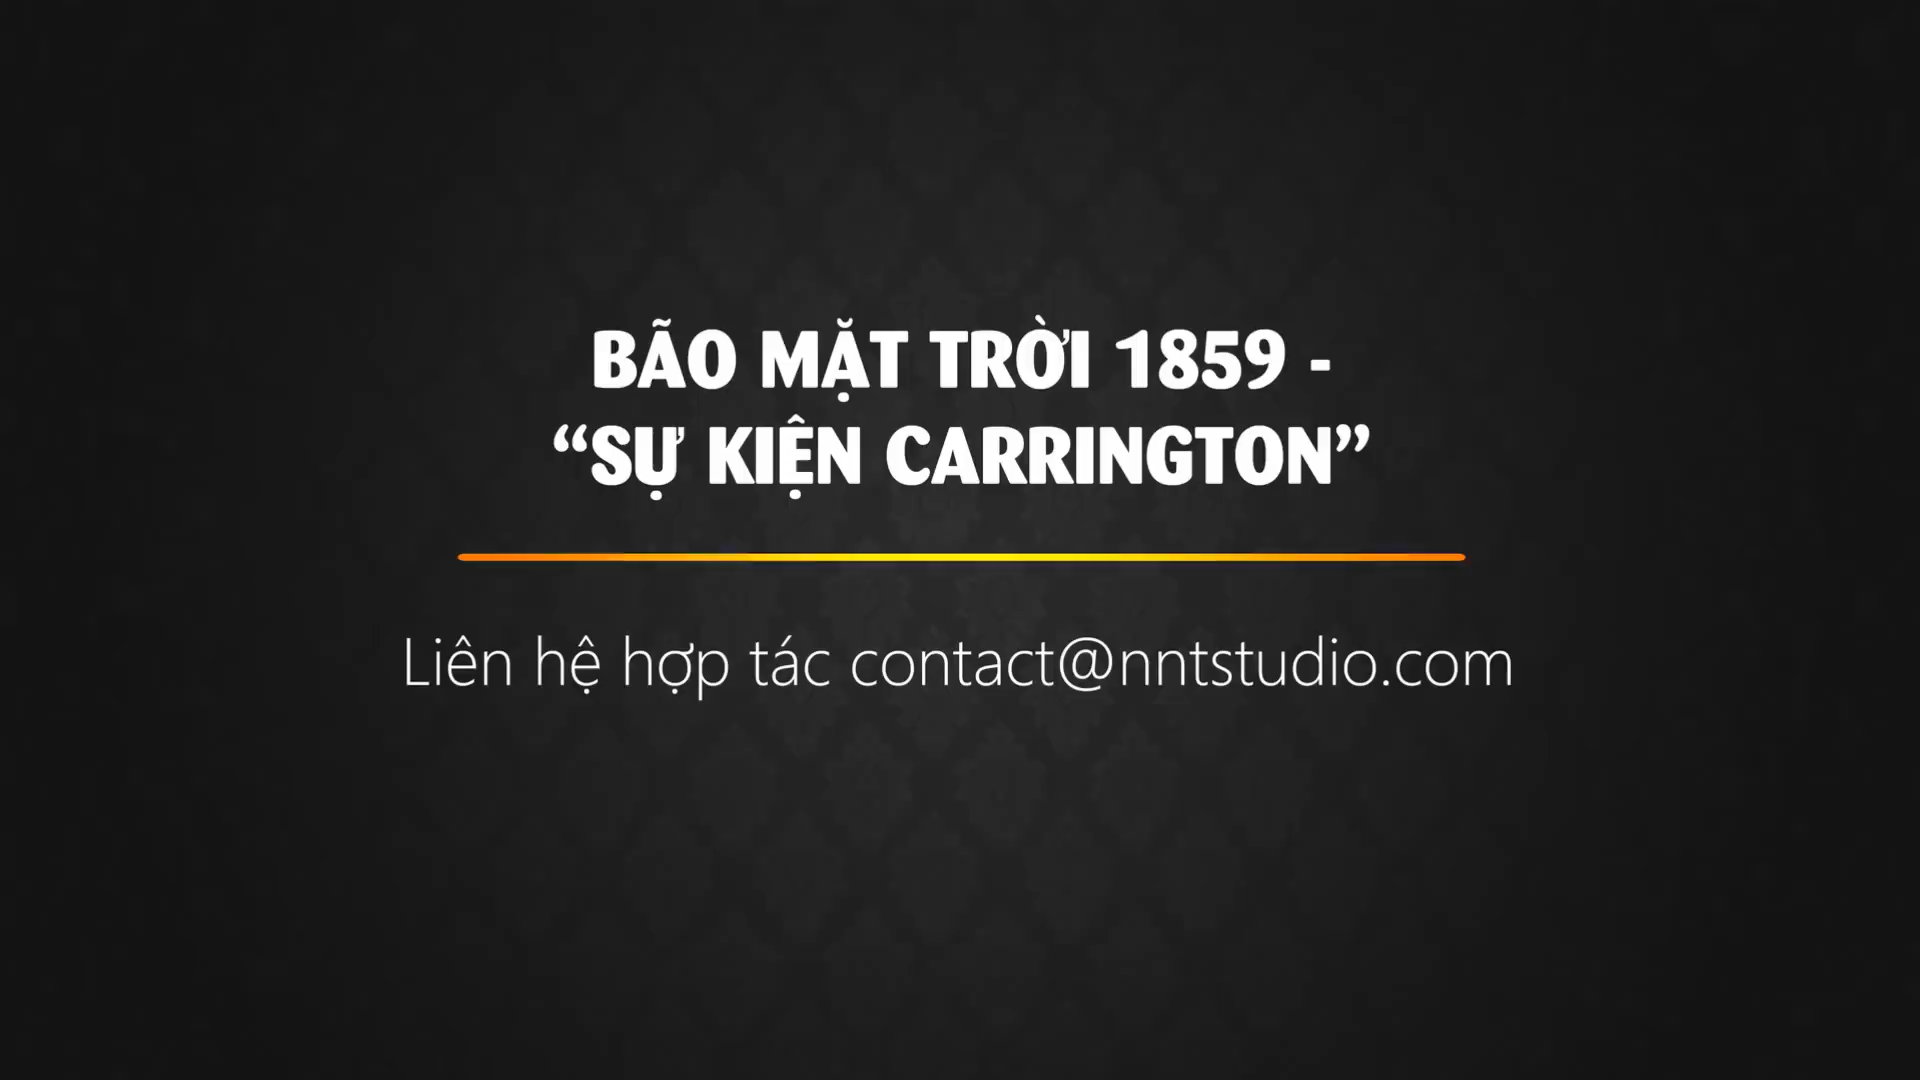 BÃO MẶT TRỜI 1859 -
“SỰ KIỆN CARRINGTON”
Liên hệ hợp tác contact@nntstudio.com